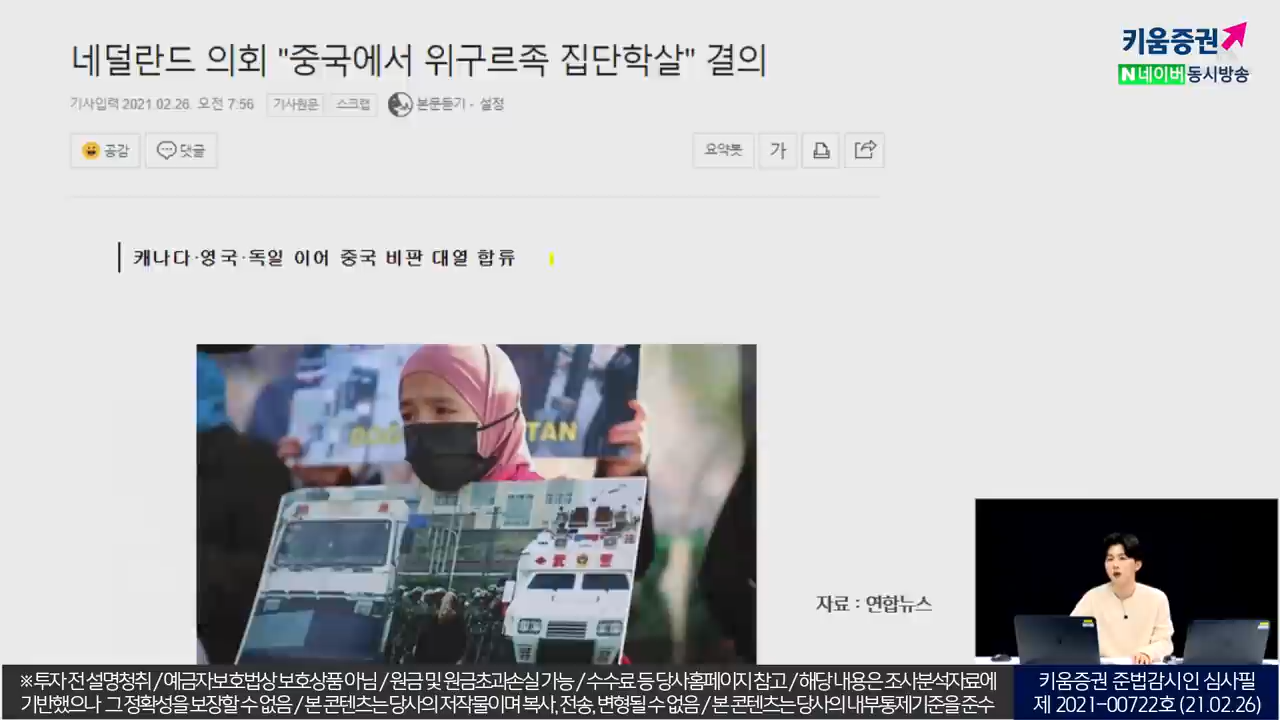 네덜란드 의회 "중국에서 위구르족 집단학살" 결의
키움증권
N 네이버 동시방송
기사입력 2021.02.26. 오전 7:56 기사원문 스크랩 본문듣기 · 설정
공감 댓글 요약봇 가
캐나다·영국·독일 이어 중국 비판 대열 합류
TAN
자료 : 연합뉴스
※ 투자 전 설명청취 / 예금자보호법상 보호상품 아님 / 원금 및 원금초과손실 가능 / 수수료 등 당사홈페이지 참고 / 해당 내용은 조사분석자료에
기반했으나 그 정확성을 보장할 수 없음 / 본 콘텐츠는 당사의 저작물이며 복사, 전송, 변형될 수 없음 / 본 콘텐츠는 당사의 내부통제기준을 준수
키움증권 준법감시인 심사필
제 2021-00722호 (21.02.26)